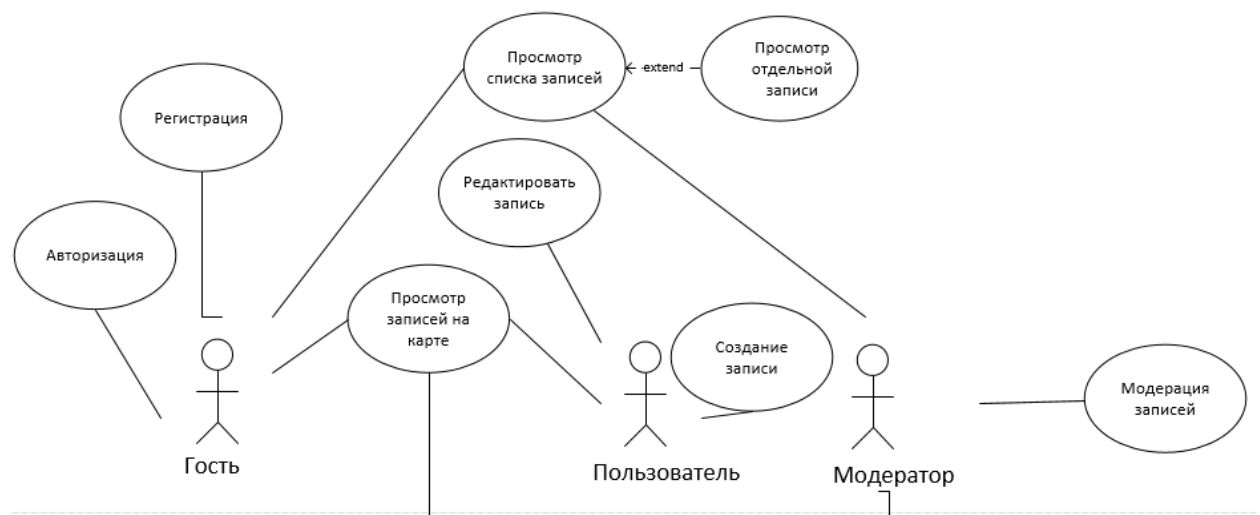 Просмотр
списка записей
extend
Просмотр
отдельной
записи
Регистрация
Редактировать
запись
Авторизация
Просмотр
записей на
карте
Создание
записи
Модерация
записей
Гость
Пользователь
Модератор